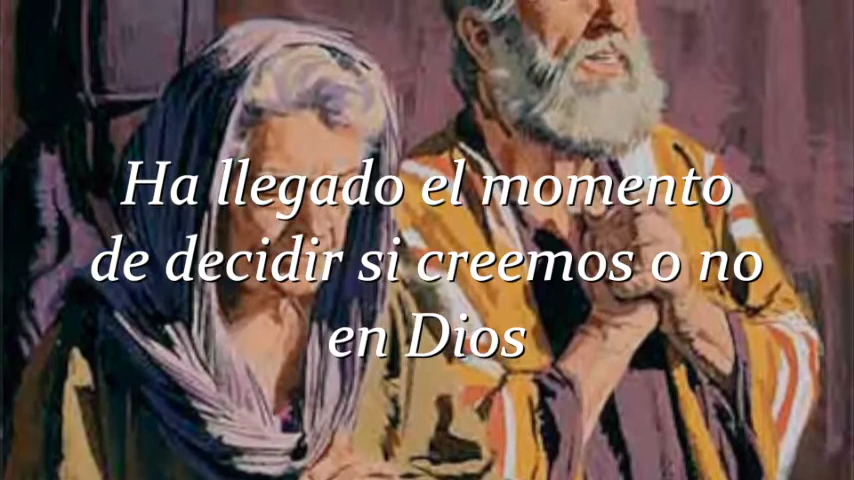 Ha llegado el momento
de decidir si creemos o no
en Dios